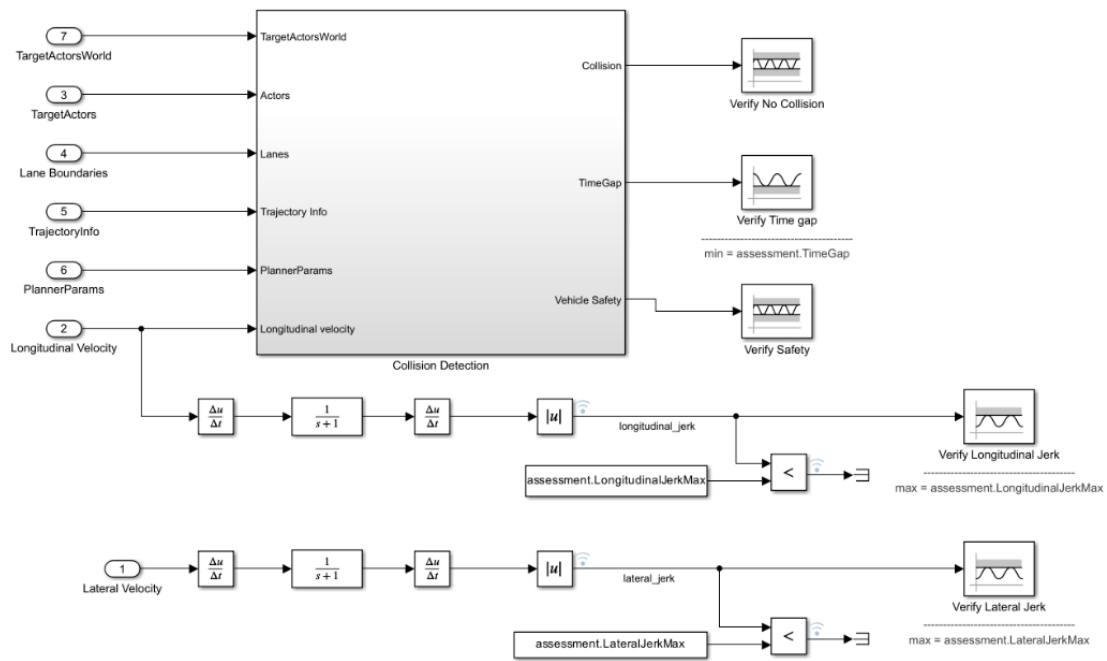 7
TargetActorsWorld
TargetActorsWorld
Collision
Verify No Collision
3
TargetActors
Actors
4
Lane Boundaries
Lanes
TimeGap
Verify Time gap
min = assessment.TimeGap
5
TrajectoryInfo
Trajectory Info
6
PlannerParams
PlannerParams
Vehicle Safety
Verify Safety
2
Longitudinal Velocity
Longitudinal velocity
Collision Detection
Δu
Δt
1
s + 1
Δu
Δt
|u|
longitudinal_jerk
Verify Longitudinal Jerk
assessment.LongitudinalJerkMax
<
max = assessment.LongitudinalJerkMax
1
Lateral Velocity
Δu
Δt
1
s + 1
Δu
Δt
|u|
lateral_jerk
Verify Lateral Jerk
assessment.LateralJerkMax
<
max = assessment.LateralJerkMax